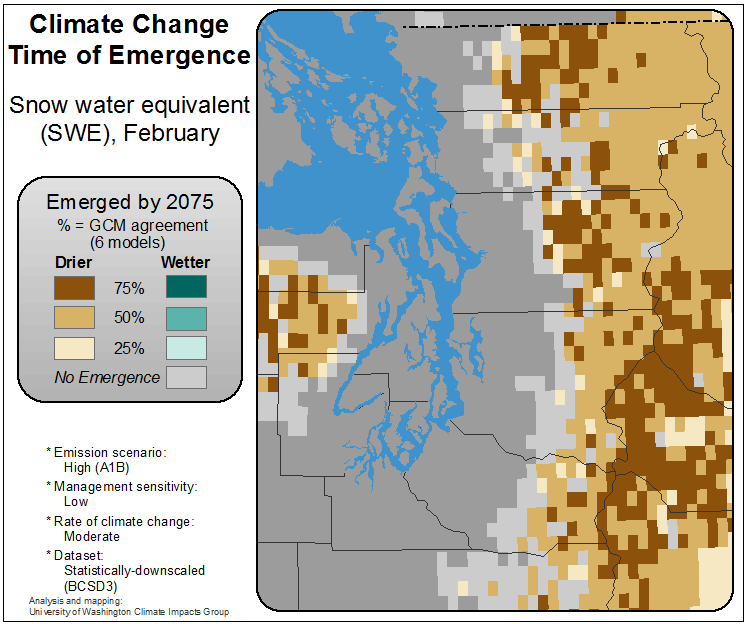 Climate Change
Time of Emergence
Snow water equivalent
(SWE), February
Emerged by 2075
% = GCM agreement
(6 models)
Drier Wetter
75%
50%
25%
No Emergence
* Emission scenario:
High (A1B)
* Management sensitivity:
Low
* Rate of climate change:
Moderate
* Dataset:
Statistically-downscaled
(BCSD3)
Analysis and mapping:
University of Washington Climate Impacts Group